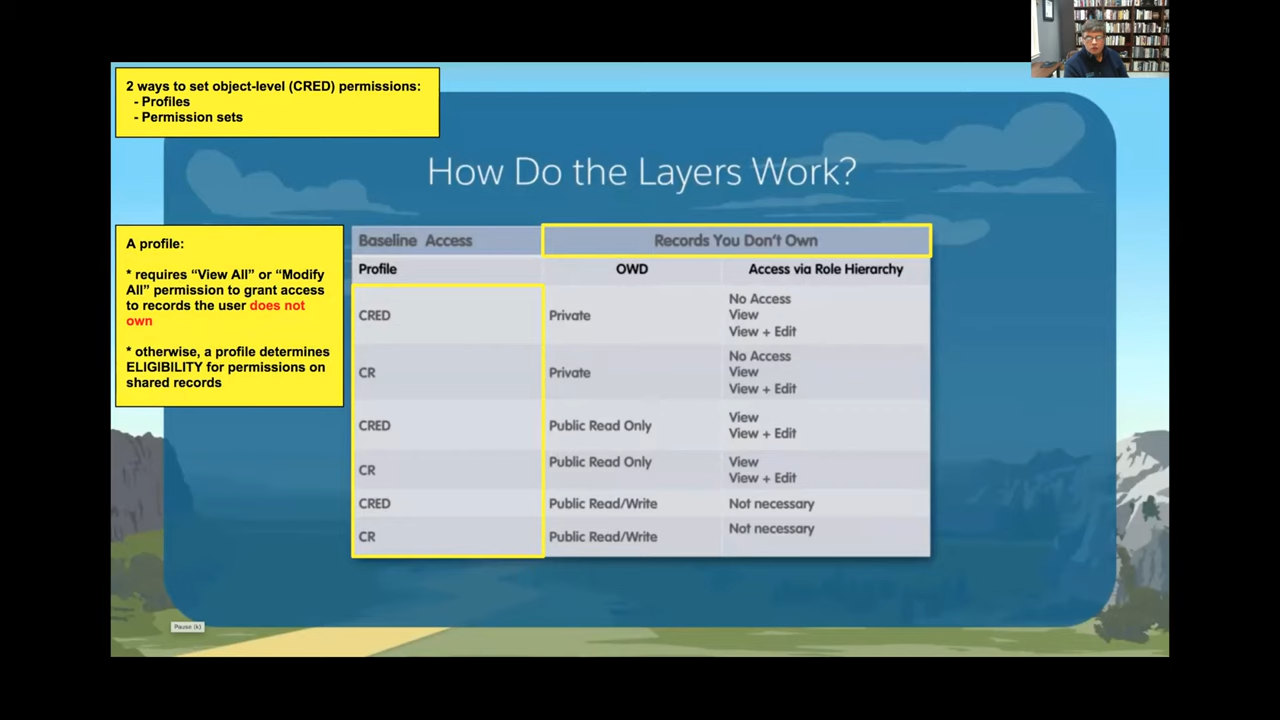 2 ways to set object-level (CRED) permissions:
- Profiles
- Permission sets
How Do the Layers Work?
A profile:
* requires “View All” or “Modify
All” permission to grant access
to records the user does not
own
* otherwise, a profile determines
ELIGIBILITY for permissions on
shared records
Baseline Access Records You Don’t Own
Profile OWD Access via Role Hierarchy
CRED Private No Access
View
View + Edit
CR Private No Access
View
View + Edit
CRED Public Read Only View
View + Edit
CR Public Read Only View
View + Edit
CRED Public Read/Write Not necessary
CR Public Read/Write Not necessary
Pause (k)